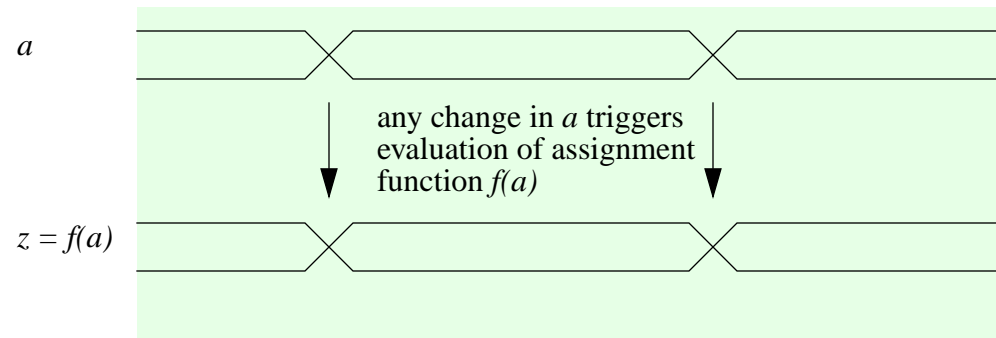 a
any change in a triggers
evaluation of assignment
function f(a)
z = f(a)